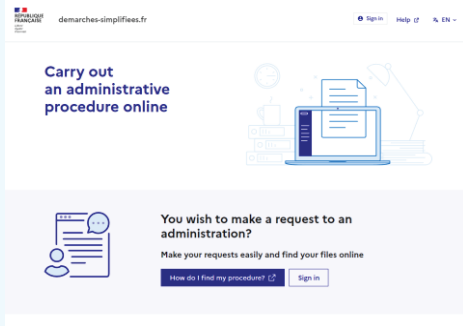 RÉPUBLIQUE
FRANÇAISE
demarches-simplifiees.fr
Sign in
Help
EN
Carry out
an administrative
procedure online
You wish to make a request to an
administration?
Make your requests easily and find your files online
How do I find my procedure?
Sign in